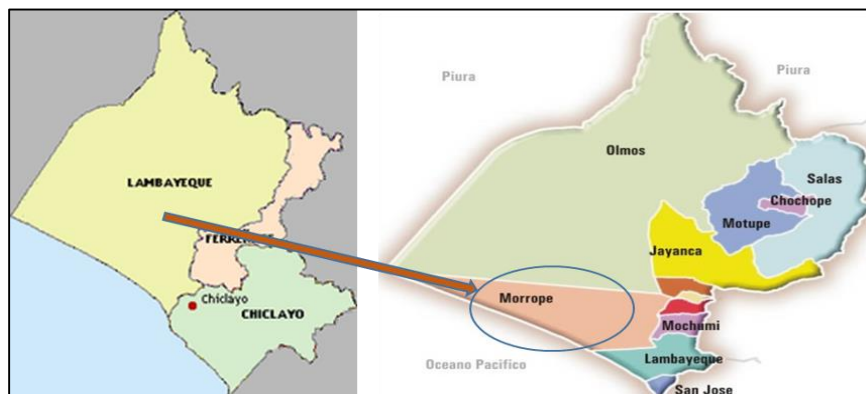 LAMBAYEQUE
Chiclayo
CHICLAYO
Piura
Piura
Olmos
Salas
Chochope
Motupe
Jayanca
Morrope
Mochumi
Lambayeque
Oceano Pacifico
San Jose